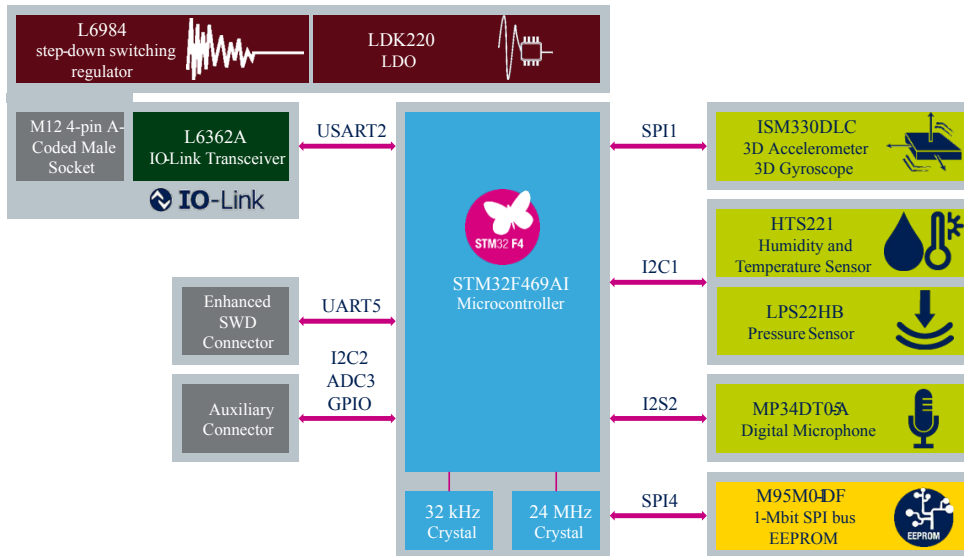 L6984
step-down switching
regulator
LDK220
LDO
M12 4-pin A-
Coded Male
Socket
L6362A
IO-Link Transceiver
IO-Link
USART2
SPI1
ISM330DLC
3D Accelerometer
3D Gyroscope
STM32 F4
STM32F469AI
Microcontroller
I2C1
HTS221
Humidity and
Temperature Sensor
LPS22HB
Pressure Sensor
Enhanced
SWD
Connector
UART5
I2C2
ADC3
GPIO
Auxiliary
Connector
I2S2
MP34DT05-A
Digital Microphone
32 kHz
Crystal
24 MHz
Crystal
SPI4
M95M01-DF
1-Mbit SPI bus
EEPROM
EEPROM